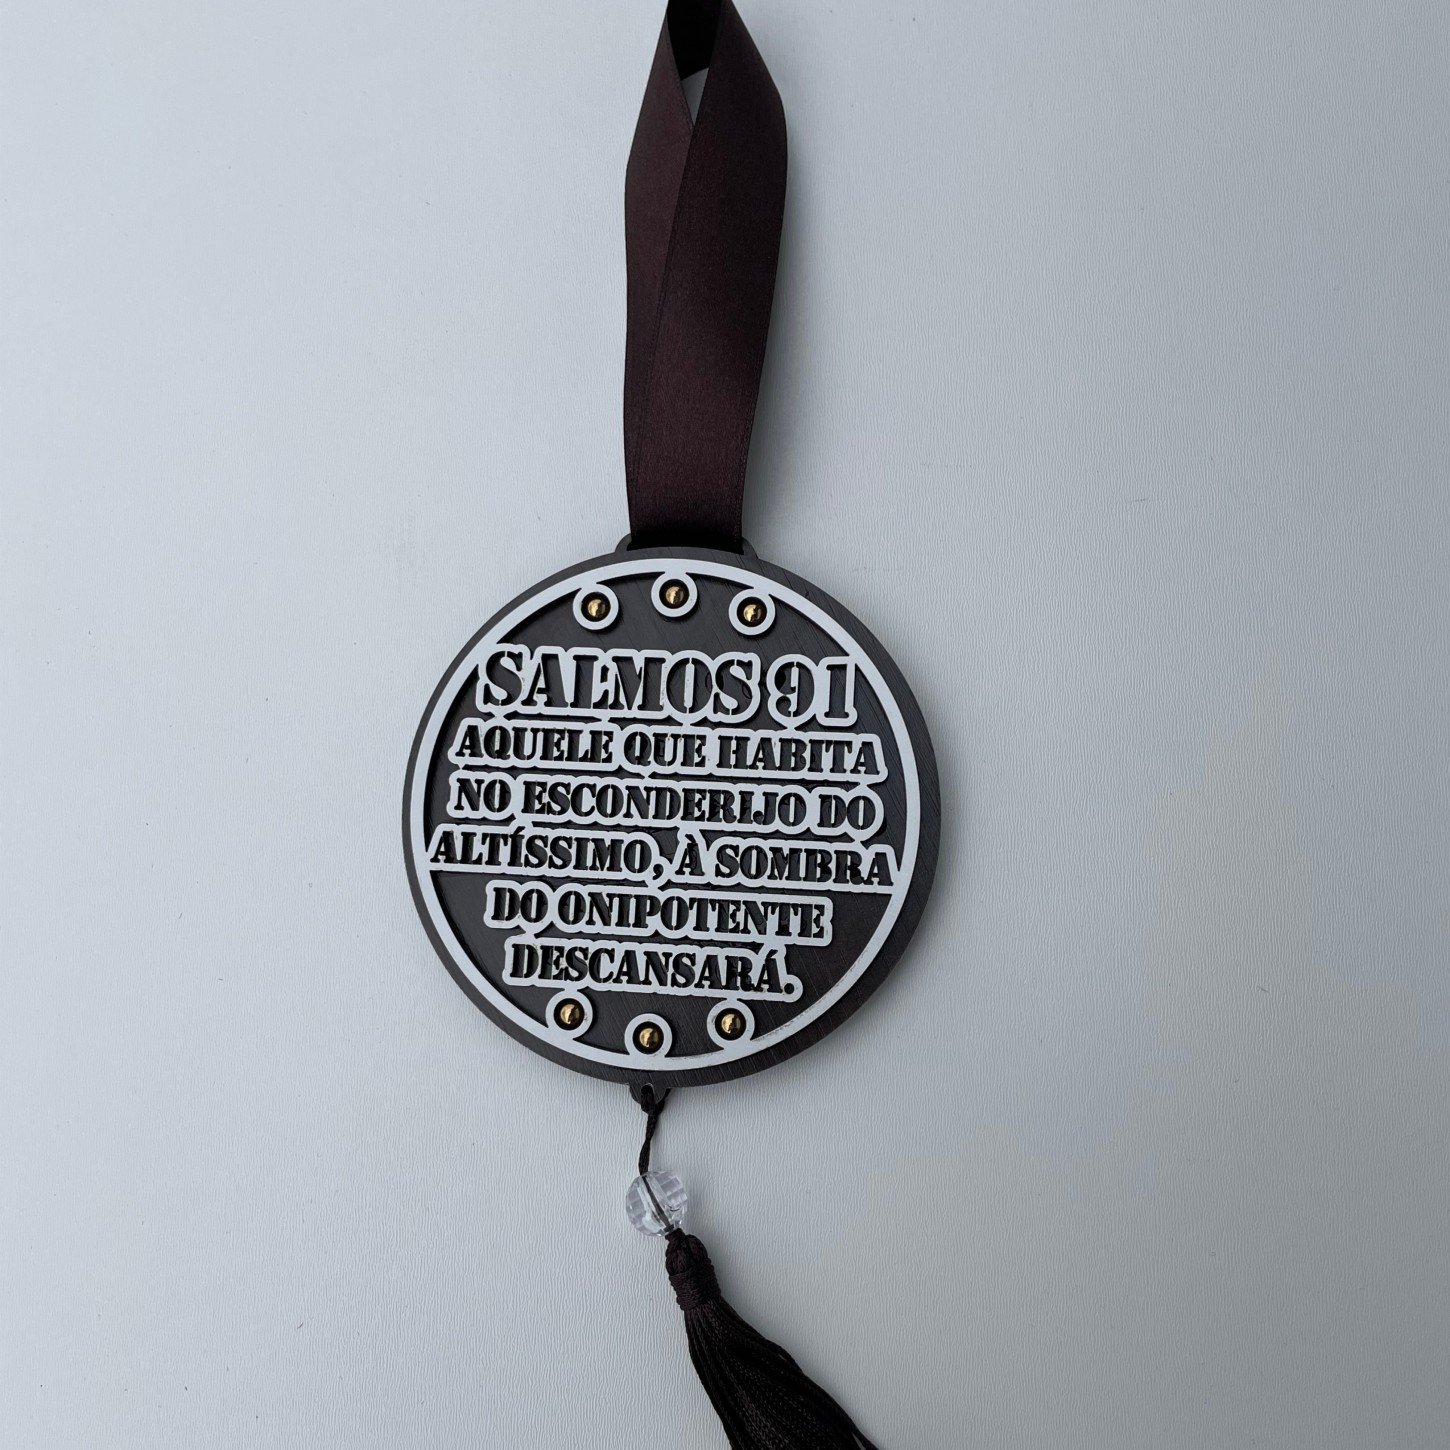 SALMOS 91
AQUELE QUE HABITA
NO ESCONDERIJO DO
ALTÍSSIMO, À SOMBRA
DO ONIPOTENTE
DESCANSARÁ.